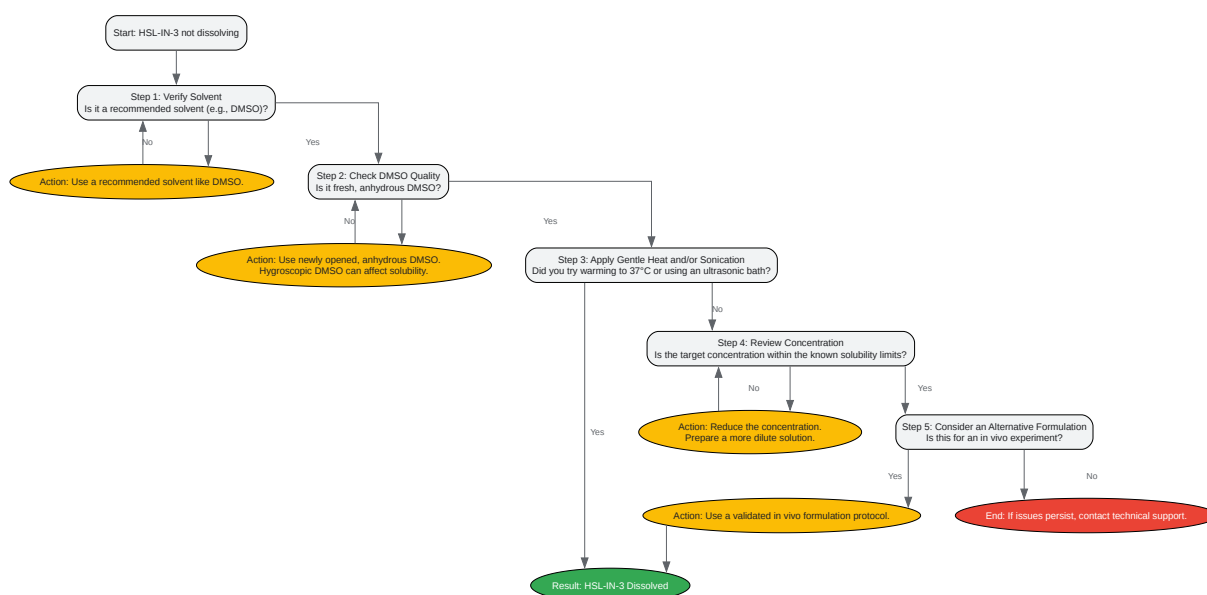 Start: HSL-IN-3 not dissolving
Step 1: Verify Solvent
Is it a recommended solvent (e.g., DMSO)?
No
Yes
Action: Use a recommended solvent like DMSO.
Step 2: Check DMSO Quality
Is it fresh, anhydrous DMSO?
No
Yes
Action: Use newly opened, anhydrous DMSO.
Hygroscopic DMSO can affect solubility.
Step 3: Apply Gentle Heat and/or Sonication
Did you try warming to 37°C or using an ultrasonic bath?
No
Step 4: Review Concentration
Is the target concentration within the known solubility limits?
No
Yes
Action: Reduce the concentration.
Prepare a more dilute solution.
Yes
Step 5: Consider an Alternative Formulation
Is this for an in vivo experiment?
Yes
No
Action: Use a validated in vivo formulation protocol.
End: If issues persist, contact technical support.
Result: HSL-IN-3 Dissolved